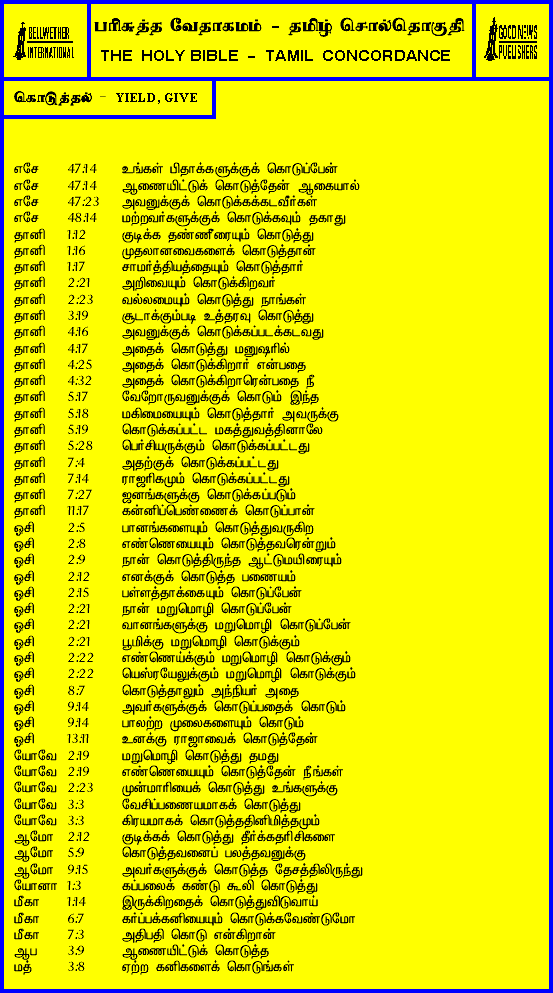 BELLWETHER
INTERNATIONAL
பரிசுத்த வேதாகமம் - தமிழ் சொல்தொகுதி
THE HOLY BIBLE - TAMIL CONCORDANCE
GOOD NEWS
PUBLISHERS
கொடுத்தல் - YIELD, GIVE
எசே 47:14 உங்கள் பிதாக்களுக்குக் கொடுப்பேன்
எசே 47:14 ஆணையிட்டுக் கொடுத்தேன் ஆகையால்
எசே 47:23 அவனுக்குக் கொடுக்கக்கடவீர்கள்
எசே 48:14 மற்றவர்களுக்குக் கொடுக்கவும் தகாது
தானி 1:12 குடிக்க தண்ணீரையும் கொடுத்து
தானி 1:16 முதலானவைகளைக் கொடுத்தான்
தானி 1:17 சாமர்த்தியத்தையும் கொடுத்தார்
தானி 2:21 அறிவையும் கொடுக்கிறவர்
தானி 2:23 வல்லமையும் கொடுத்து நாங்கள்
தானி 3:19 சூடாக்கும்படி உத்தரவு கொடுத்து
தானி 4:16 அவனுக்குக் கொடுக்கப்படக்கடவது
தானி 4:17 அதைக் கொடுத்து மனுஷரில்
தானி 4:25 அதைக் கொடுக்கிறார் என்பதை
தானி 4:32 அதைக் கொடுக்கிறாரென்பதை நீ
தானி 5:17 வேறோருவனுக்குக் கொடும் இந்த
தானி 5:18 மகிமையையும் கொடுத்தார் அவருக்கு
தானி 5:19 கொடுக்கப்பட்ட மகத்துவத்தினாலே
தானி 5:28 பெர்சியருக்கும் கொடுக்கப்பட்டது
தானி 7:4 அதற்குக் கொடுக்கப்பட்டது
தானி 7:14 ராஜரிகமும் கொடுக்கப்பட்டது
தானி 7:27 ஜனங்களுக்கு கொடுக்கப்படும்
தானி 11:17 கன்னிப்பெண்ணைக் கொடுப்பான்
ஓசி 2:5 பானங்களையும் கொடுத்துவருகிற
ஓசி 2:8 எண்ணெயையும் கொடுத்தவரென்றும்
ஓசி 2:9 நான் கொடுத்திருந்த ஆட்டுமயிரையும்
ஓசி 2:12 எனக்குக் கொடுத்த பணையம்
ஓசி 2:15 பள்ளத்தாக்கையும் கொடுப்பேன்
ஓசி 2:21 நான் மறுமொழி கொடுப்பேன்
ஓசி 2:21 வானங்களுக்கு மறுமொழி கொடுப்பேன்
ஓசி 2:21 பூமிக்கு மறுமொழி கொடுக்கும்
ஓசி 2:22 எண்ணெய்க்கும் மறுமொழி கொடுக்கும்
ஓசி 2:22 யெஸ்ரயேலுக்கும் மறுமொழி கொடுக்கும்
ஓசி 8:7 கொடுத்தாலும் அந்நியர் அதை
ஓசி 9:14 அவர்களுக்குக் கொடுப்பதைக் கொடும்
ஓசி 9:14 பாலற்ற முலைகளையும் கொடும்
ஓசி 13:11 உனக்கு ராஜாவைக் கொடுத்தேன்
யோவே 2:19 மறுமொழி கொடுத்து தமது
யோவே 2:19 எண்ணெயையும் கொடுத்தேன் நீங்கள்
யோவே 2:23 முன்மாரியைக் கொடுத்து உங்களுக்கு
யோவே 3:3 வேசிப்பணையமாகக் கொடுத்து
யோவே 3:3 கிரயமாகக் கொடுத்ததினிமித்தமும்
ஆமோ 2:12 குடிக்கக் கொடுத்து தீர்க்கதரிசிகளை
ஆமோ 5:9 கொடுத்தவனைப் பலத்தவனுக்கு
ஆமோ 9:15 அவர்களுக்குக் கொடுத்த தேசத்திலிருந்து
யோனா 1:3 கப்பலைக் கண்டு கூலி கொடுத்து
மீகா 1:14 இருக்கிறதைக் கொடுத்துவிடுவாய்
மீகா 6:7 கர்ப்பக்கனியையும் கொடுக்கவேண்டுமோ
மீகா 7:3 அதிபதி கொடு என்கிறான்
ஆப 3:9 ஆணையிட்டுக் கொடுத்த
மத் 3:8 ஏற்ற கனிகளைக் கொடுங்கள்